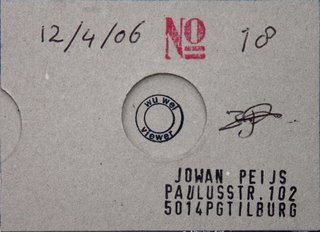 12/4/06 No 18
wu wei
viewer
JOWAN PEIJS
PAULUSSTR.102
5014PGTILBURG